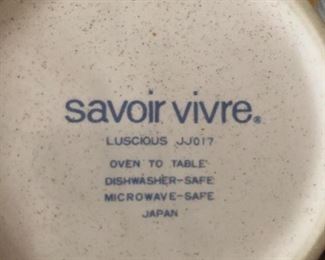 savoir vivre®
LUSCIOUS JJ017
OVEN TO TABLE
DISHWASHER-SAFE
MICROWAVE-SAFE
JAPAN